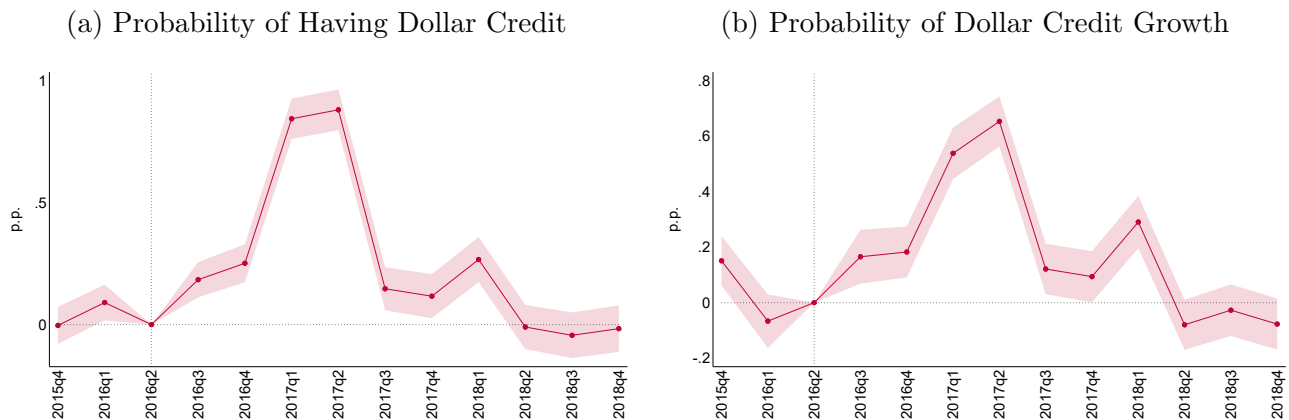 (a) Probability of Having Dollar Credit
1
.5
0
p.p.
2015q4
2016q1
2016q2
2016q3
2016q4
2017q1
2017q2
2017q3
2017q4
2018q1
2018q2
2018q3
2018q4
(b) Probability of Dollar Credit Growth
.8
.6
.4
.2
0
-.2
p.p.
2015q4
2016q1
2016q2
2016q3
2016q4
2017q1
2017q2
2017q3
2017q4
2018q1
2018q2
2018q3
2018q4